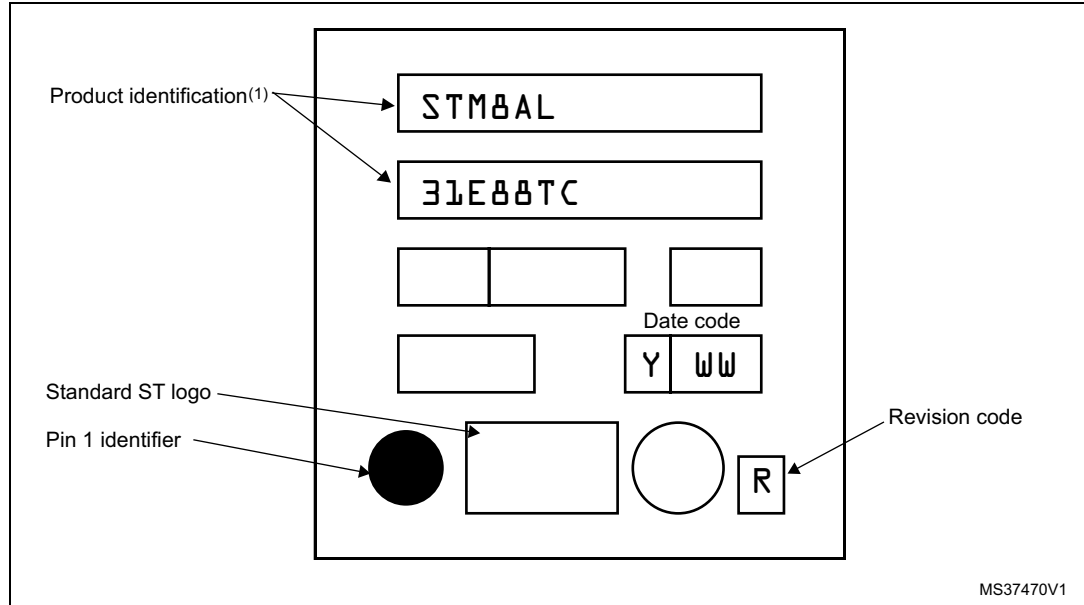 Product identification(1)
STM8AL
31E88TC
Date code
Y WW
Standard ST logo
Pin 1 identifier
Revision code
R
MS37470V1